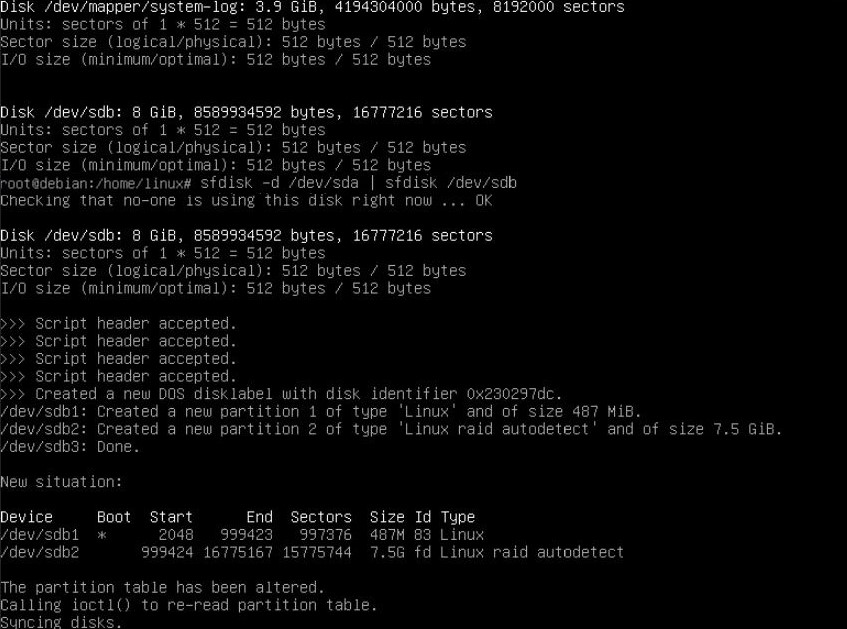 Disk /dev/mapper/system-log: 3.9 GiB, 4194304000 bytes, 8192000 sectors
Units: sectors of 1 * 512 = 512 bytes
Sector size (logical/physical): 512 bytes / 512 bytes
I/O size (minimum/optimal): 512 bytes / 512 bytes
Disk /dev/sdb: 8 GiB, 8589934592 bytes, 16777216 sectors
Units: sectors of 1 * 512 = 512 bytes
Sector size (logical/physical): 512 bytes / 512 bytes
I/O size (minimum/optimal): 512 bytes / 512 bytes
root@debian:/home/linux# sfdisk -d /dev/sda | sfdisk /dev/sdb
Checking that no-one is using this disk right now ... OK
Disk /dev/sdb: 8 GiB, 8589934592 bytes, 16777216 sectors
Units: sectors of 1 * 512 = 512 bytes
Sector size (logical/physical): 512 bytes / 512 bytes
I/O size (minimum/optimal): 512 bytes / 512 bytes
>>> Script header accepted.
>>> Script header accepted.
>>> Script header accepted.
>>> Script header accepted.
>>> Created a new DOS disklabel with disk identifier 0x230297dc.
/dev/sdb1: Created a new partition 1 of type 'Linux' and of size 487 MiB.
/dev/sdb2: Created a new partition 2 of type 'Linux raid autodetect' and of size 7.5 GiB.
/dev/sdb3: Done.
New situation:
Device Boot Start End Sectors Size Id Type
/dev/sdb1 * 2048 999423 997376 487M 83 Linux
/dev/sdb2 999424 16775167 15775744 7.5G fd Linux raid autodetect
The partition table has been altered.
Calling ioctl() to re-read partition table.
Syncing disks.